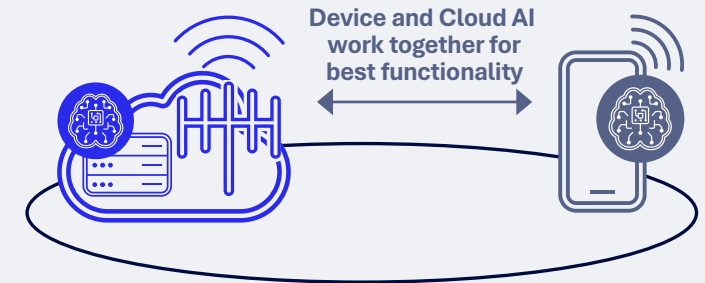 Device and Cloud AI
work together for
best functionality